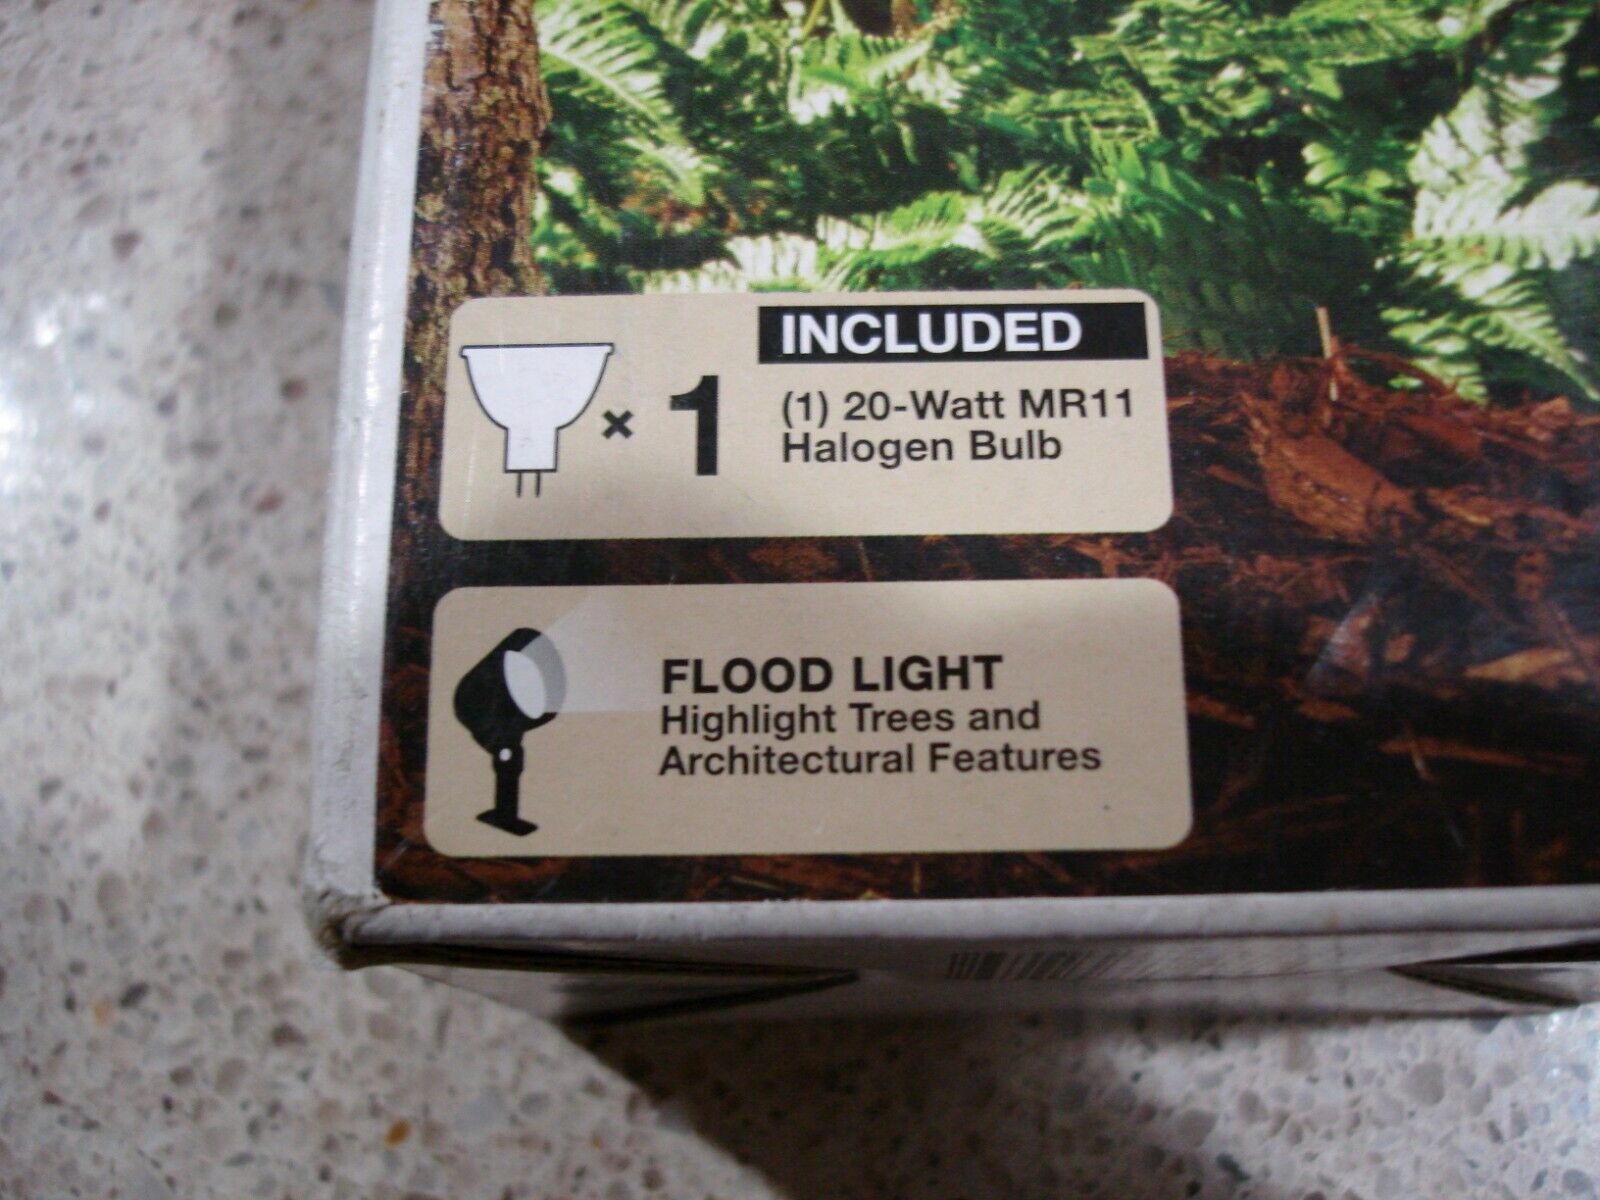 INCLUDED
× 1
(1) 20-Watt MR11
Halogen Bulb
FLOOD LIGHT
Highlight Trees and
Architectural Features